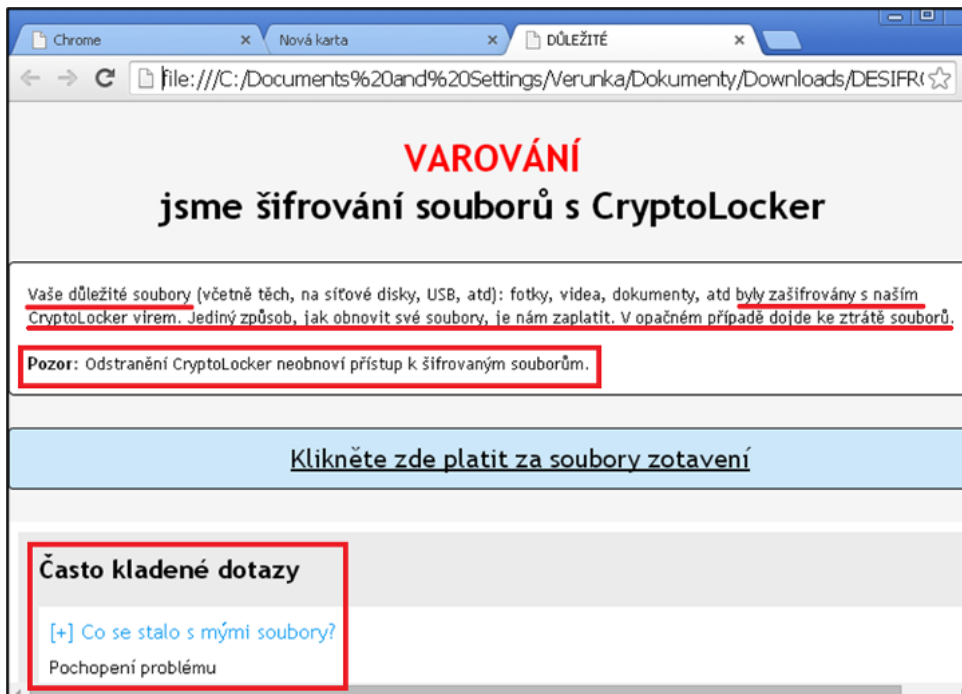 Chrome
Nová karta
DŮLEŽITÉ
file:///C:/Documents%20and%20Settings/Verunka/Dokumenty/Downloads/DESIFR
VAROVÁNÍ
jsme šifrování souborů s CryptoLocker
Vaše důležité soubory (včetně těch, na síťové disky, USB, atd): fotky, videa, dokumenty, atd byly zašifrovány s naším
CryptoLocker virem. Jediný způsob, jak obnovit své soubory, je nám zaplatit. V opačném případě dojde ke ztrátě souborů.
Pozor: Odstranění CryptoLocker neobnoví přístup k šifrovaným souborům.
Klikněte zde platit za soubory zotavení
Často kladené dotazy
[+] Co se stalo s mými soubory?
Pochopení problému